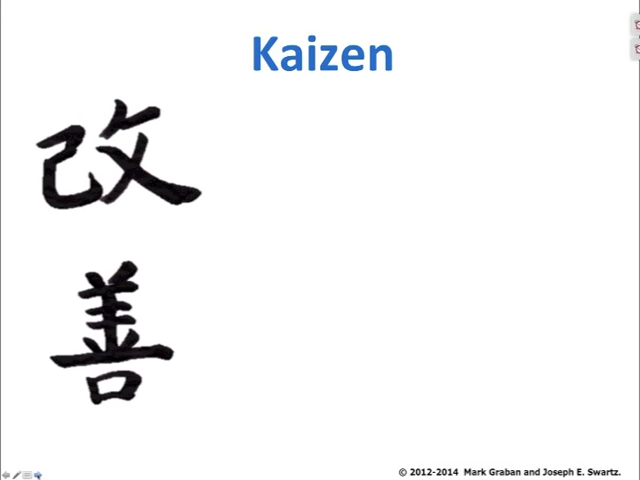 Kaizen
改
善
© 2012-2014 Mark Graban and Joseph E. Swartz.